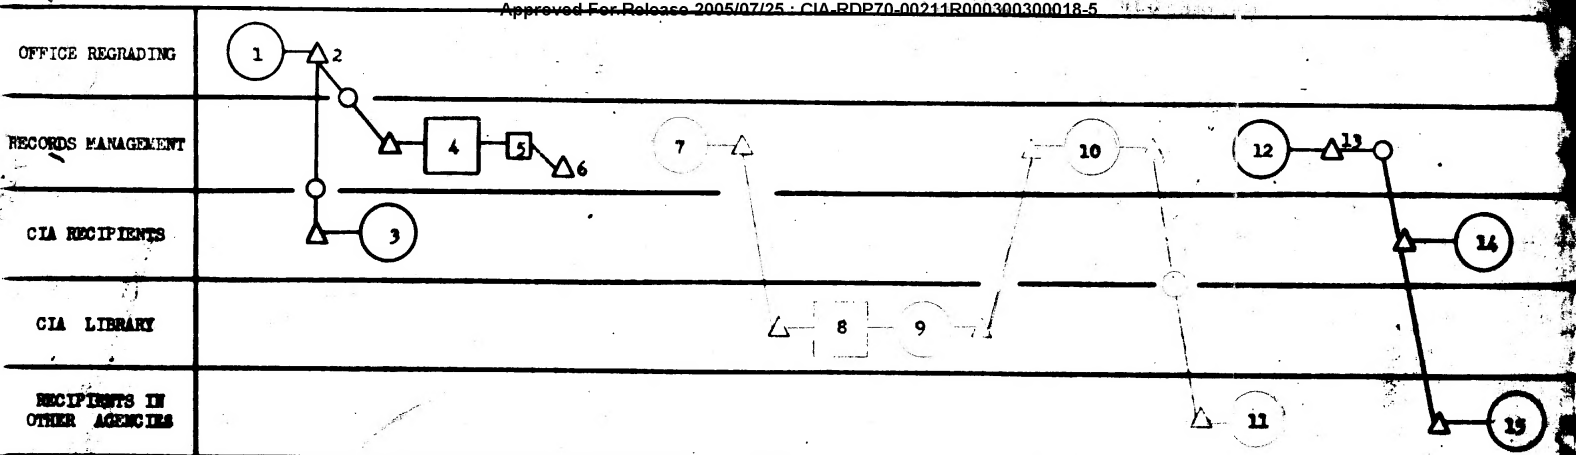 Approved For Release 2005/07/25 : CIA-RDP70-00211R000300300018-5
OFFICE REGRADING
1 2
RECORDS MANAGEMENT
4 5 6 7 10 12 13
CIA RECIPIENTS
3 14
CIA LIBRARY
8 9
RECIPIENTS IN
OTHER AGENCIES
11 15